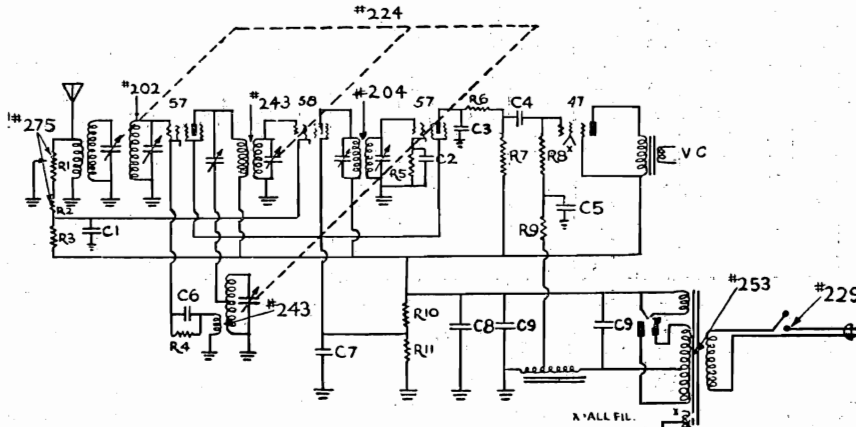 #224
#202
57
#243
58
#204
57
R6
C4
47
#275
R1
R2
R3
C1
R5
C2
C3
R7
R8
X
V C
C5
R9
C6
R4
#243
C7
R10
R11
C8
C9
C9
#253
#229
X
X
X'ALL FIL.